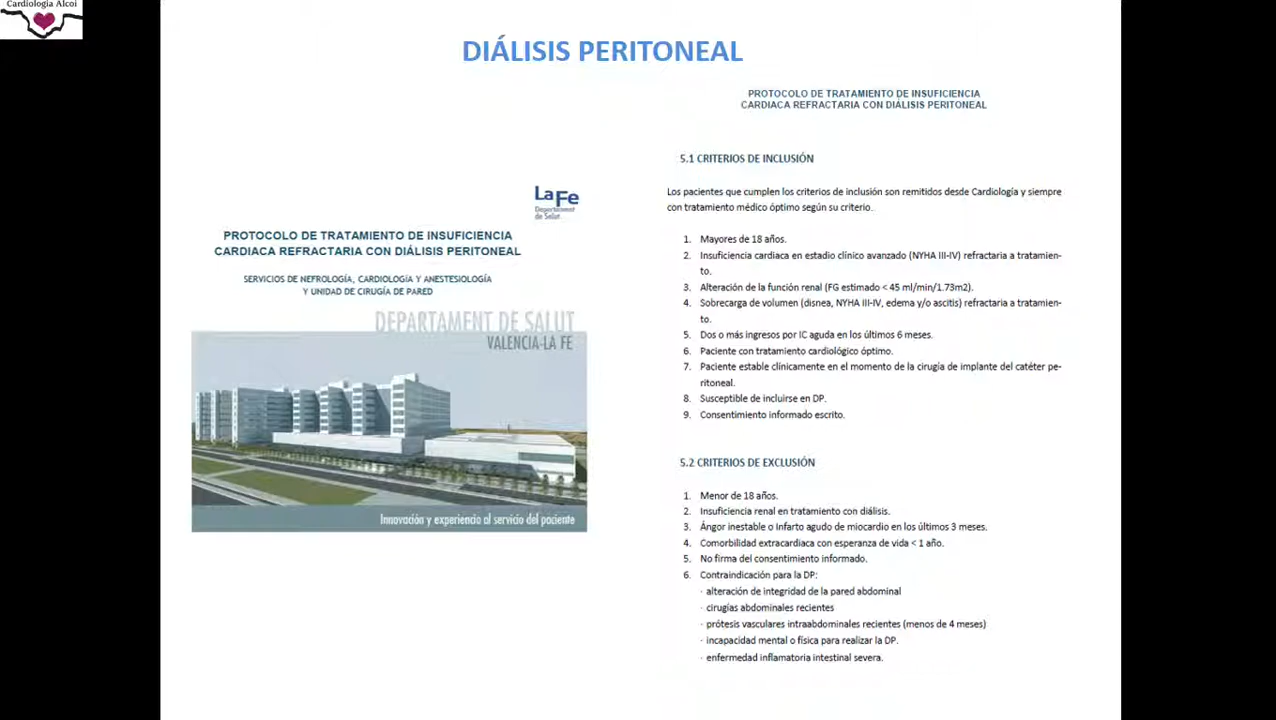 Cardiología Alcoi
DIÁLISIS PERITONEAL
La Fe
Departament
de Salut
PROTOCOLO DE TRATAMIENTO DE INSUFICIENCIA
CARDIACA REFRACTARIA CON DIÁLISIS PERITONEAL
SERVICIOS DE NEFROLOGÍA, CARDIOLOGÍA Y ANESTESIOLOGÍA
Y UNIDAD DE CIRUGÍA DE PARED
DEPARTAMENT DE SALUT
VALENCIA-LA FE
Innovación y experiencia al servicio del paciente
PROTOCOLO DE TRATAMIENTO DE INSUFICIENCIA
CARDIACA REFRACTARIA CON DIÁLISIS PERITONEAL
5.1 CRITERIOS DE INCLUSIÓN
Los pacientes que cumplen los criterios de inclusión son remitidos desde Cardiología y siempre
con tratamiento médico óptimo según su criterio.
1. Mayores de 18 años.
2. Insuficiencia cardiaca en estadio clínico avanzado (NYHA III-IV) refractaria a tratamien-
to.
3. Alteración de la función renal (FG estimado < 45 ml/min/1.73m2).
4. Sobrecarga de volumen (disnea, NYHA III-IV, edema y/o ascitis) refractaria a tratamien-
to.
5. Dos o más ingresos por IC aguda en los últimos 6 meses.
6. Paciente con tratamiento cardiológico óptimo.
7. Paciente estable clínicamente en el momento de la cirugía de implante del catéter pe-
ritoneal.
8. Susceptible de incluirse en DP.
9. Consentimiento informado escrito.
5.2 CRITERIOS DE EXCLUSIÓN
1. Menor de 18 años.
2. Insuficiencia renal en tratamiento con diálisis.
3. Ángor inestable o Infarto agudo de miocardio en los últimos 3 meses.
4. Comorbilidad extracardiaca con esperanza de vida < 1 año.
5. No firma del consentimiento informado.
6. Contraindicación para la DP:
· alteración de integridad de la pared abdominal
· cirugías abdominales recientes
· prótesis vasculares intraabdominales recientes (menos de 4 meses)
· incapacidad mental o física para realizar la DP.
· enfermedad inflamatoria intestinal severa.